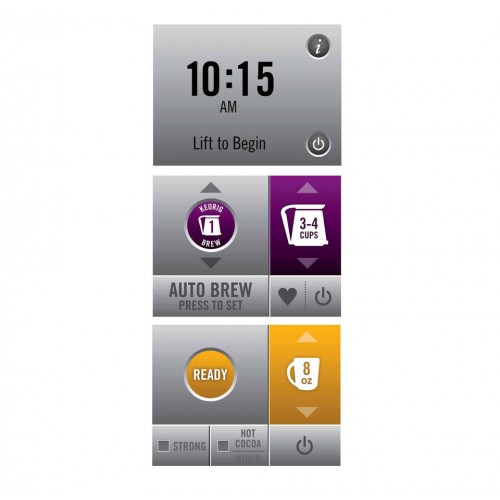 i
10:15
AM
Lift to Begin
KEURIG
1
BREW
3-4
CUPS
AUTO BREW
PRESS TO SET
READY
8
oz
STRONG
HOT
COCOA
OTHER